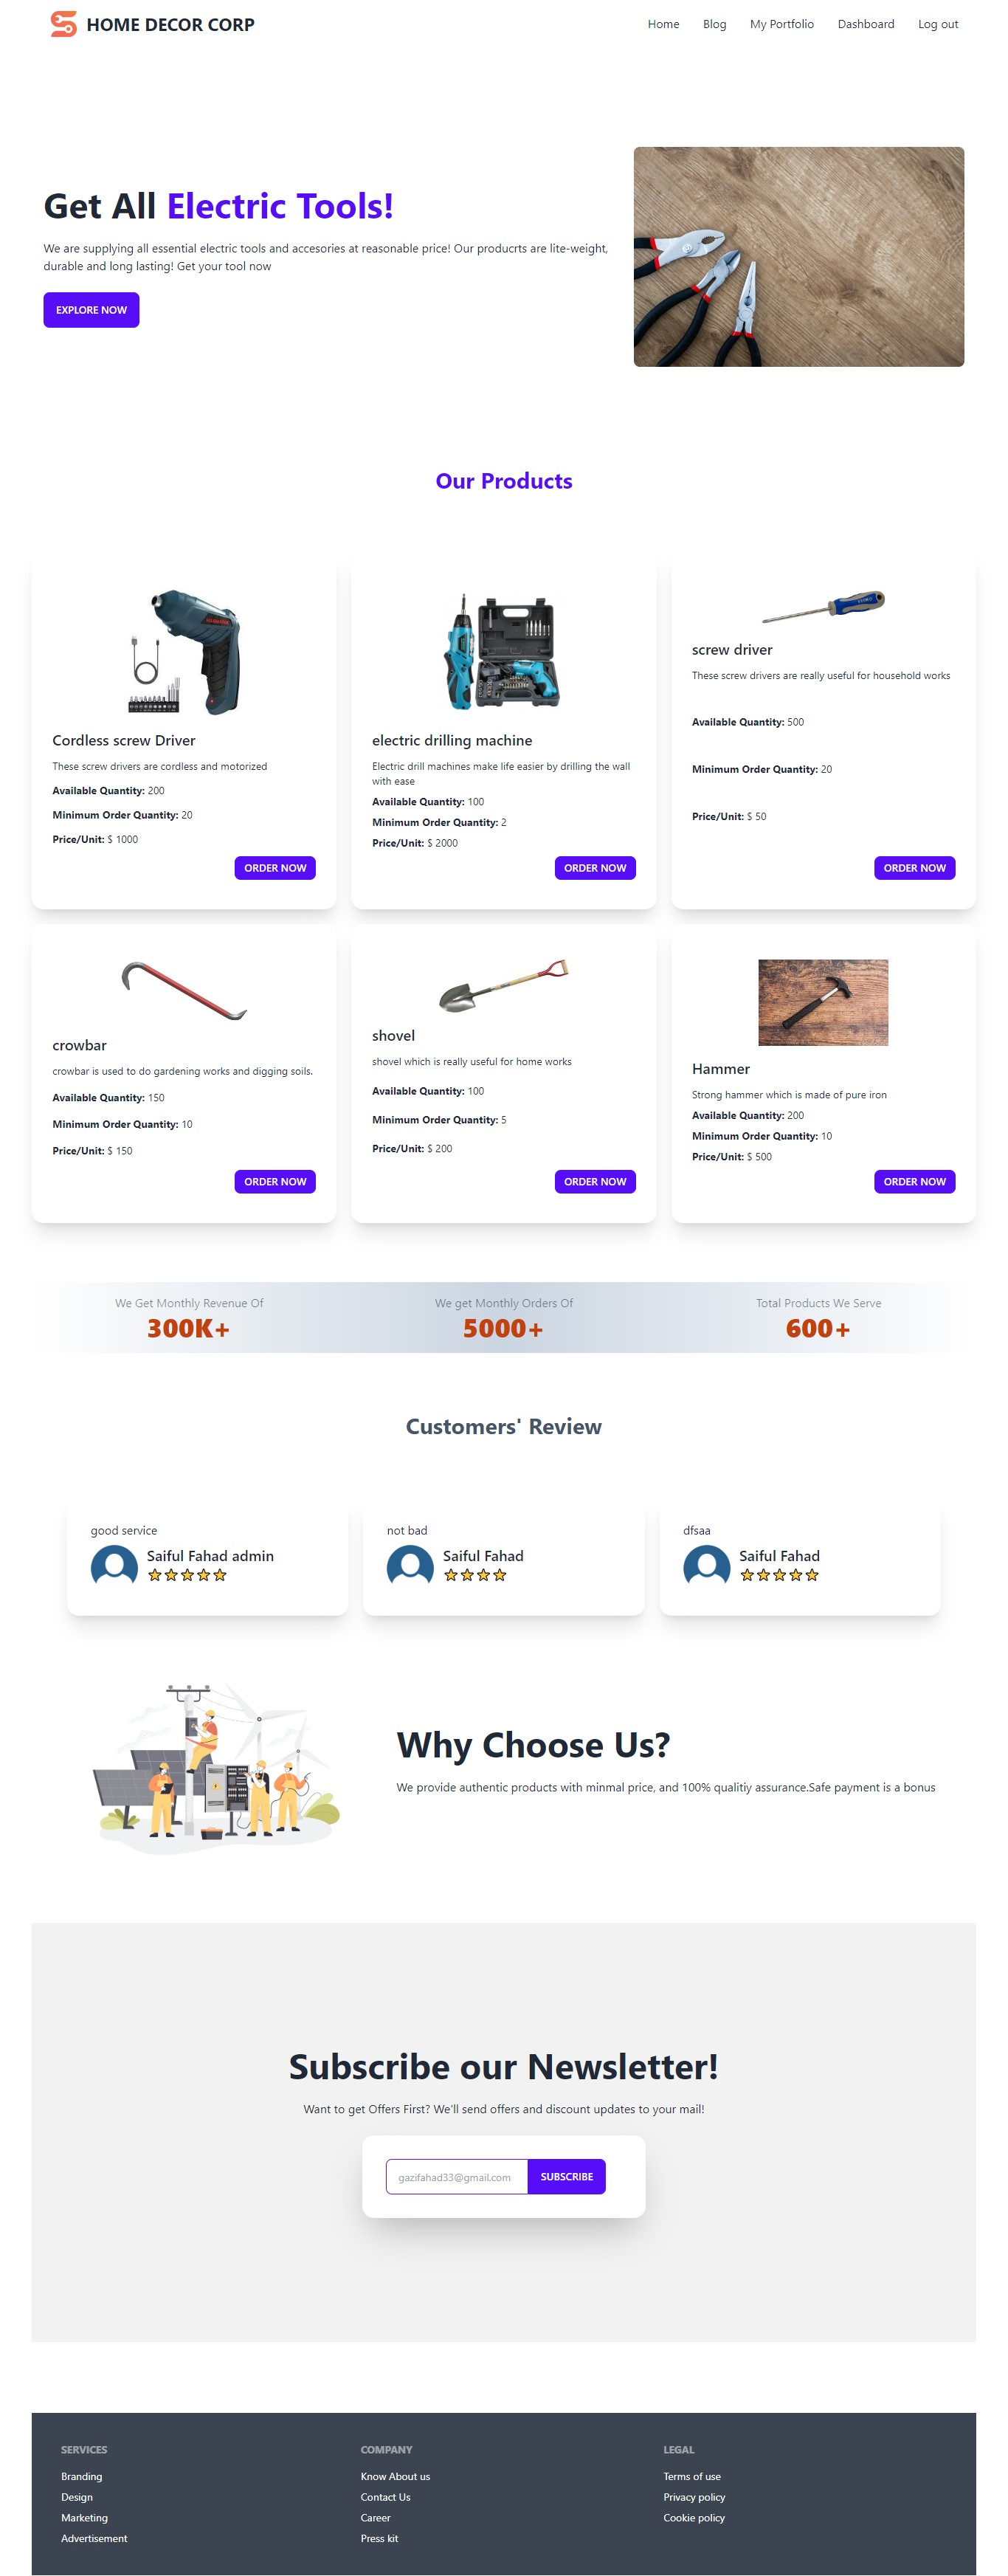 HOME DECOR CORP
Home Blog My Portfolio Dashboard Log out
Get All Electric Tools!
We are supplying all essential electric tools and accesories at reasonable price! Our producrts are lite-weight,
durable and long lasting! Get your tool now
EXPLORE NOW
Our Products
Cordless screw Driver
These screw drivers are cordless and motorized
Available Quantity: 200
Minimum Order Quantity: 20
Price/Unit: $ 1000
ORDER NOW
electric drilling machine
Electric drill machines make life easier by drilling the wall
with ease
Available Quantity: 100
Minimum Order Quantity: 2
Price/Unit: $ 2000
ORDER NOW
screw driver
These screw drivers are really useful for household works
Available Quantity: 500
Minimum Order Quantity: 20
Price/Unit: $ 50
ORDER NOW
crowbar
crowbar is used to do gardening works and digging soils.
Available Quantity: 150
Minimum Order Quantity: 10
Price/Unit: $ 150
ORDER NOW
shovel
shovel which is really useful for home works
Available Quantity: 100
Minimum Order Quantity: 5
Price/Unit: $ 200
ORDER NOW
Hammer
Strong hammer which is made of pure iron
Available Quantity: 200
Minimum Order Quantity: 10
Price/Unit: $ 500
ORDER NOW
We Get Monthly Revenue Of
300K+
We get Monthly Orders Of
5000+
Total Products We Serve
600+
Customers' Review
good service
Saiful Fahad admin
not bad
Saiful Fahad
dfsaa
Saiful Fahad
Why Choose Us?
We provide authentic products with minmal price, and 100% qualitiy assurance.Safe payment is a bonus
Subscribe our Newsletter!
Want to get Offers First? We'll send offers and discount updates to your mail!
gazifahad33@gmail.com
SUBSCRIBE
SERVICES
Branding
Design
Marketing
Advertisement
COMPANY
Know About us
Contact Us
Career
Press kit
LEGAL
Terms of use
Privacy policy
Cookie policy